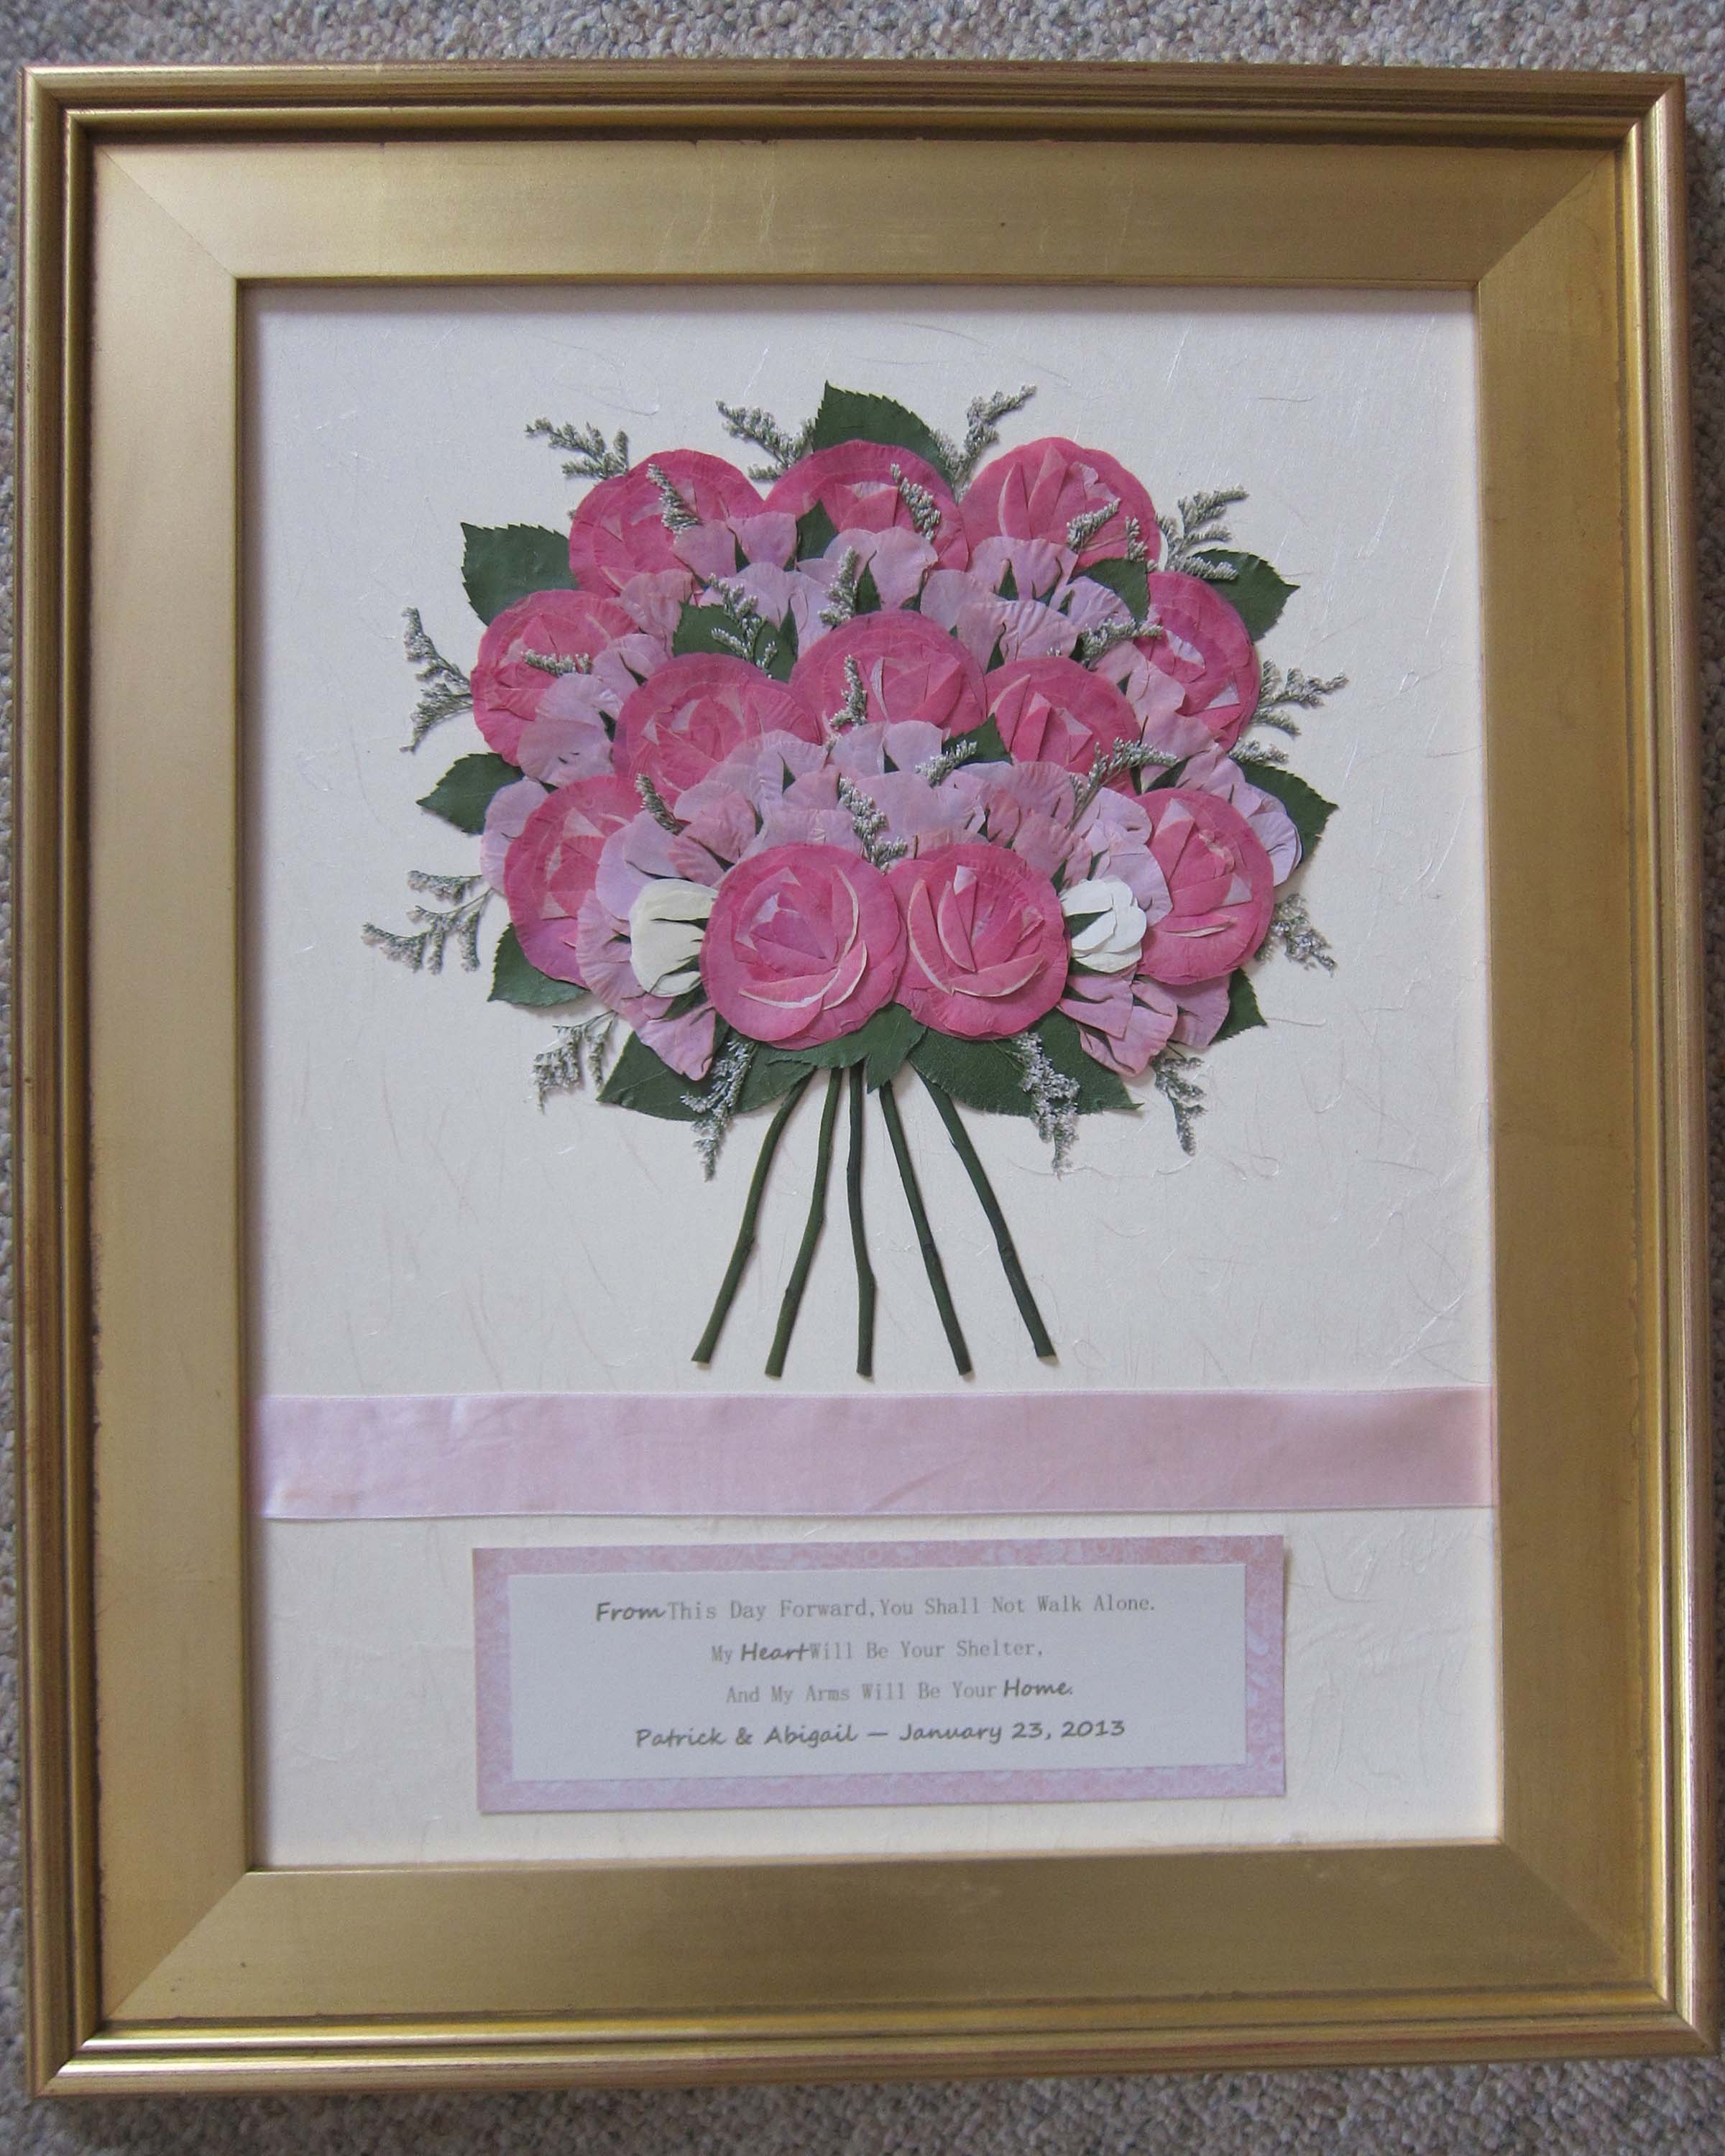 From This Day Forward, You Shall Not Walk Alone.
My Heart Will Be Your Shelter,
And My Arms Will Be Your Home.
Patrick & Abigail — January 23, 2013